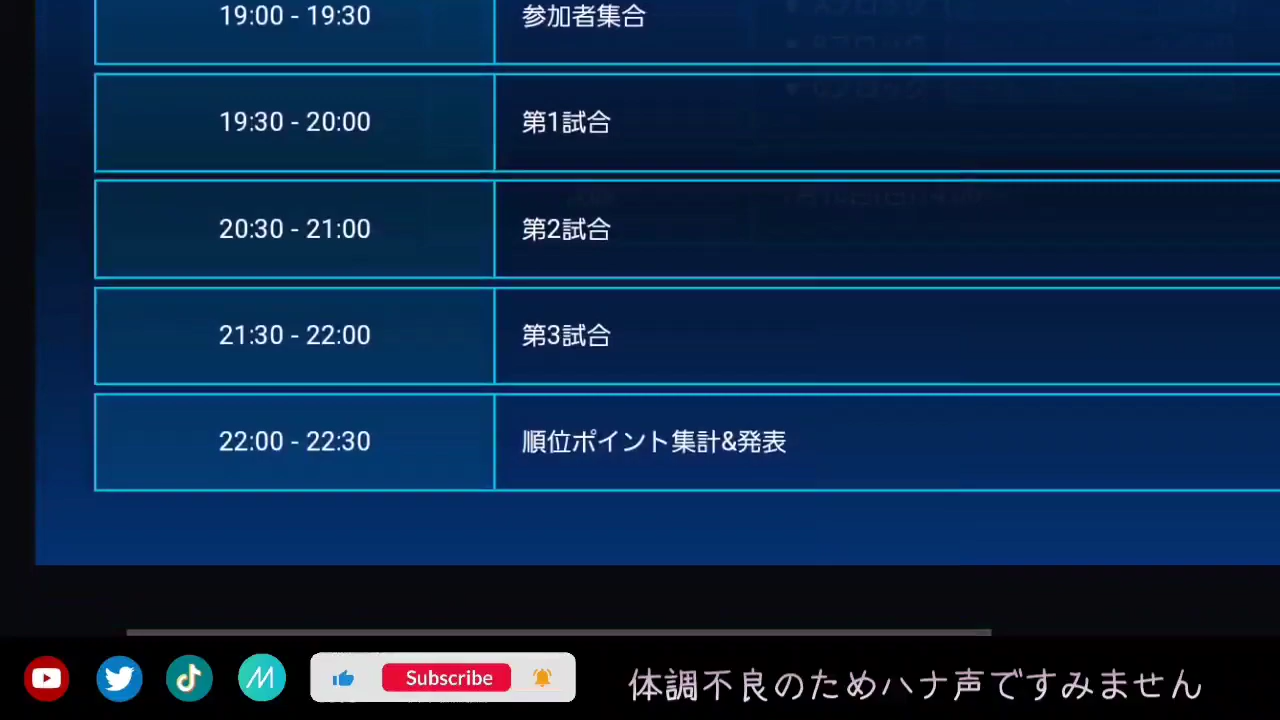 19:00 - 19:30 参加者集合
19:30 - 20:00 第1試合
20:30 - 21:00 第2試合
21:30 - 22:00 第3試合
22:00 - 22:30 順位ポイント集計&発表
Subscribe
体調不良のためハナ声ですみません